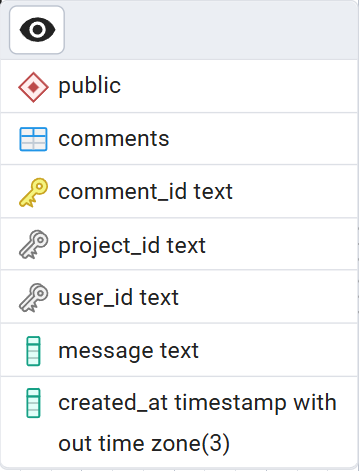 public
comments
comment_id text
project_id text
user_id text
message text
created_at timestamp with
out time zone(3)